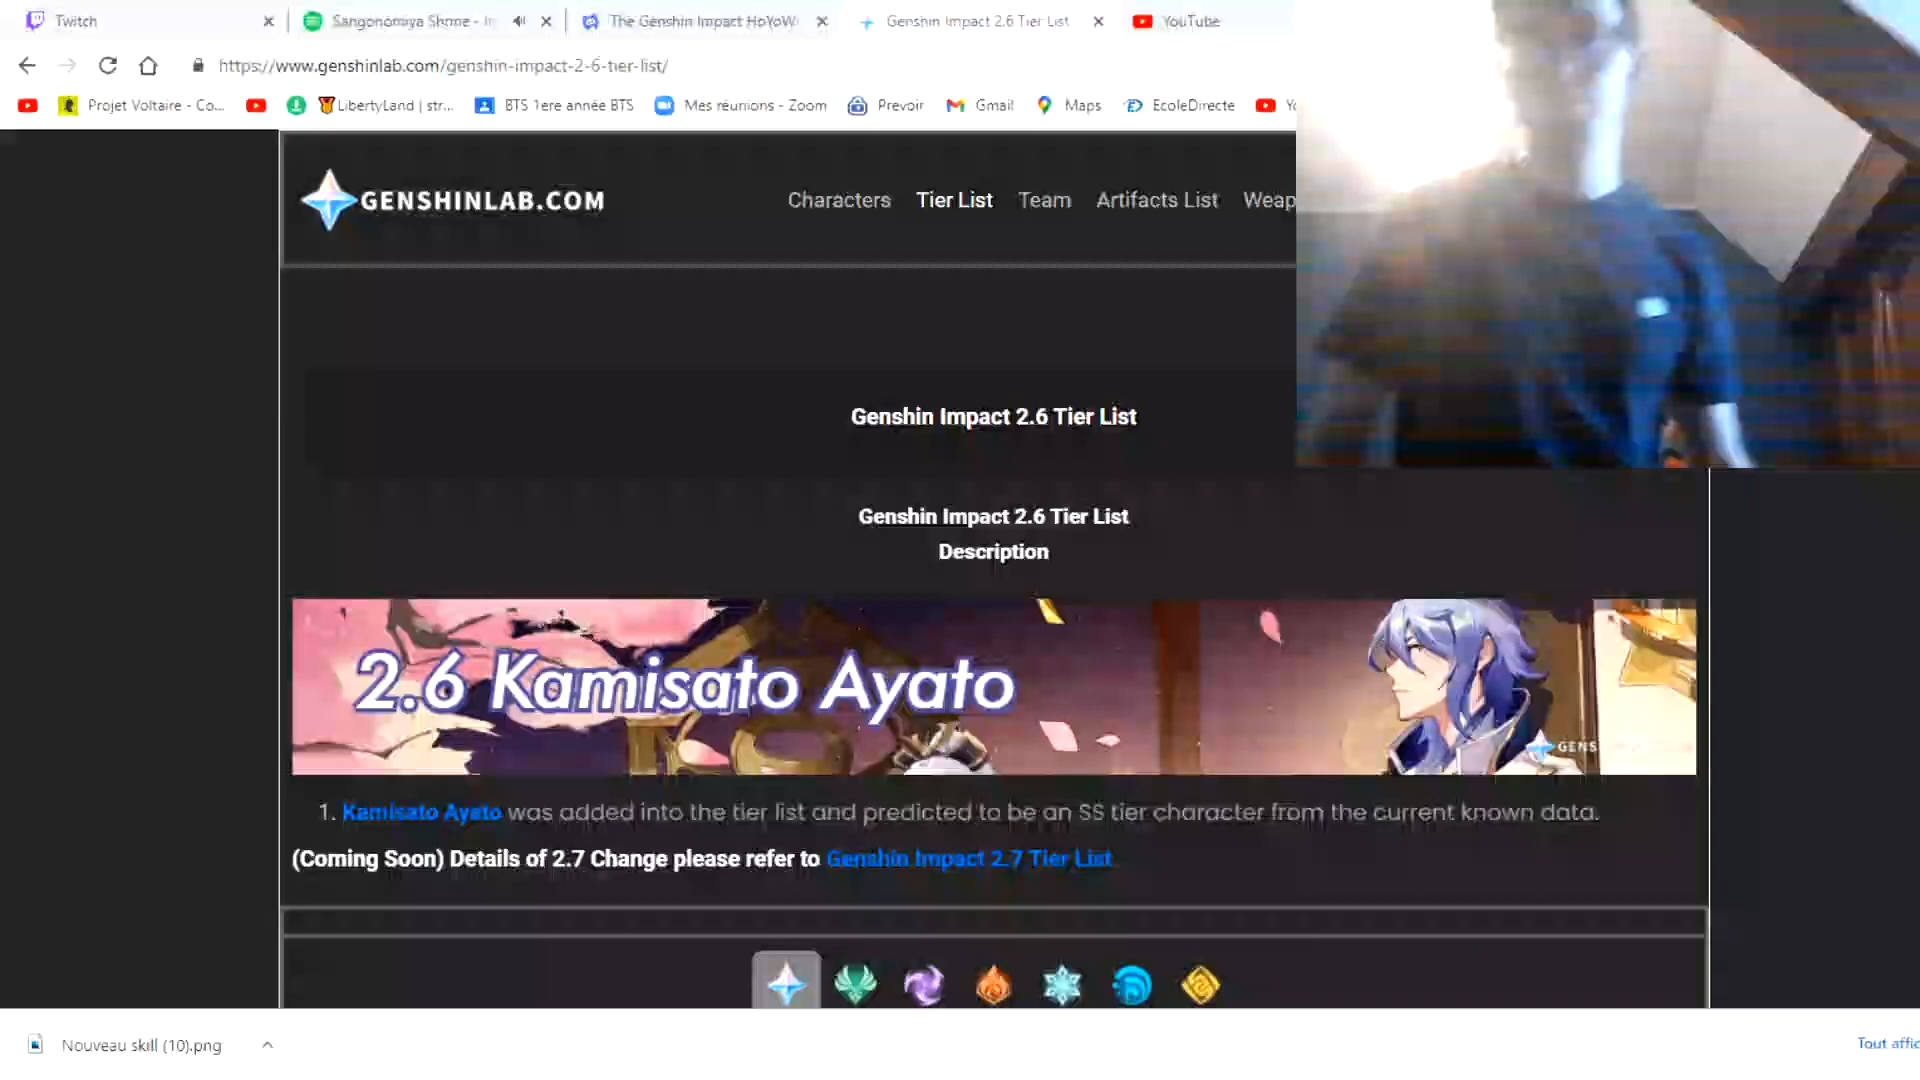 Twitch
Sangonomiya Shrine - In
The Genshin Impact HoYoW
Genshin Impact 2.6 Tier List
YouTube
https://www.genshinlab.com/genshin-impact-2-6-tier-list/
Projet Voltaire - Co...
LibertyLand | str...
BTS 1ere année BTS
Mes réunions - Zoom
Prevoir
Gmail
Maps
EcoleDirecte
Yo
GENSHINLAB.COM
Characters
Tier List
Team
Artifacts List
Weap
Genshin Impact 2.6 Tier List
Genshin Impact 2.6 Tier List
Description
2.6 Kamisato Ayato
GENS
1. Kamisato Ayato was added into the tier list and predicted to be an SS tier character from the current known data.
(Coming Soon) Details of 2.7 Change please refer to Genshin Impact 2.7 Tier List
Nouveau skill (10).png
Tout affic